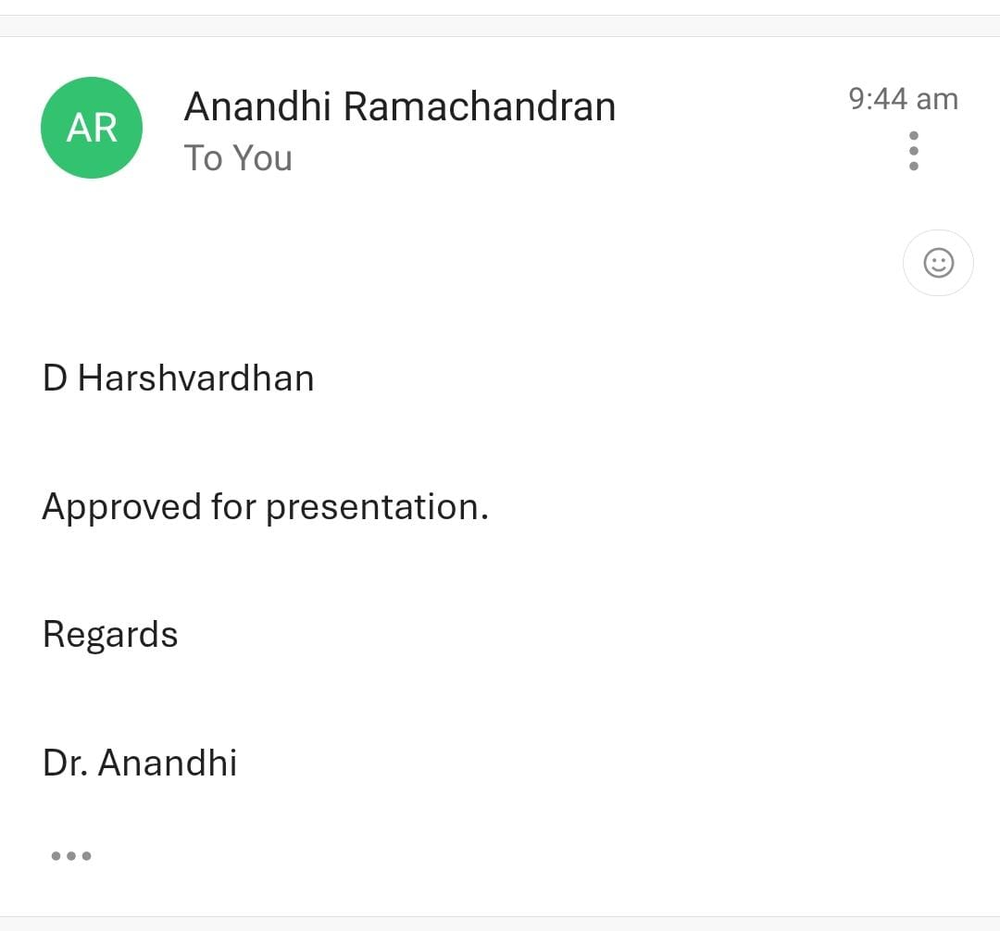 AR
Anandhi Ramachandran
9:44 am
To You
D Harshvardhan
Approved for presentation.
Regards
Dr. Anandhi